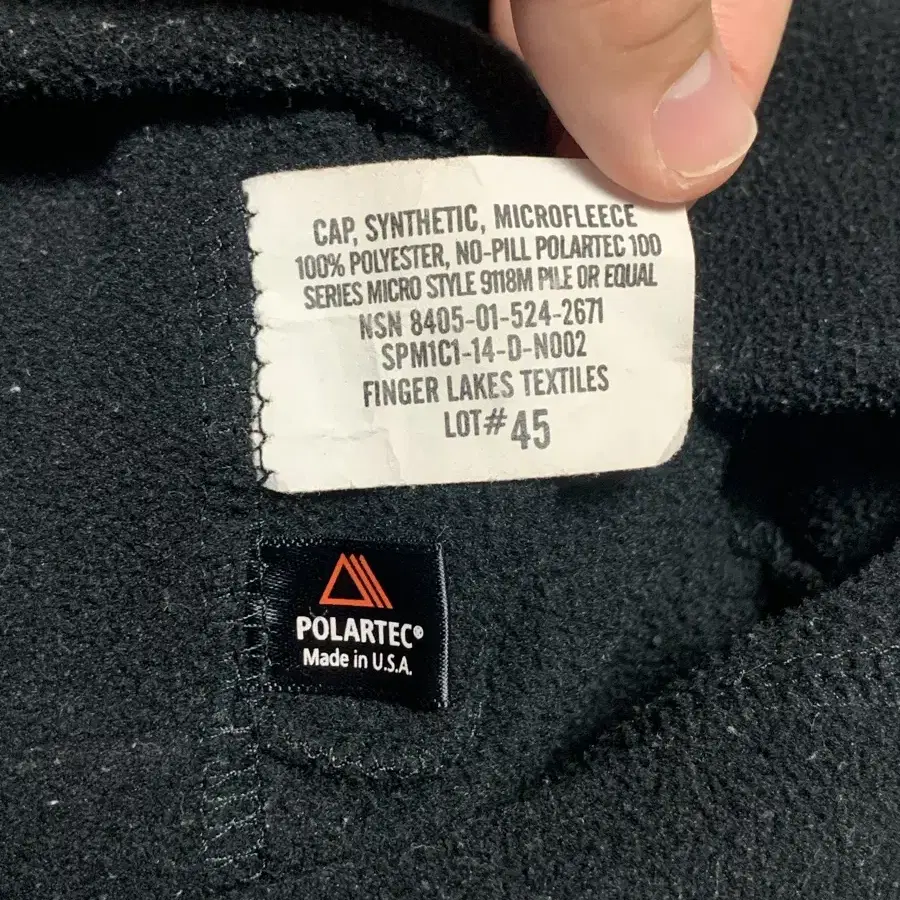 CAP, SYNTHETIC, MICROFLEECE
100% POLYESTER, NO-PILL POLARTEC 100
SERIES MICRO STYLE 9118M PILE OR EQUAL
NSN 8405-01-524-2671
SPM1C1-14-D-N002
FINGER LAKES TEXTILES
LOT# 45
POLARTEC®
Made in U.S.A.